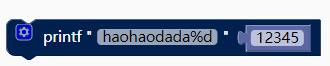 printf " haohaodada%d " 12345